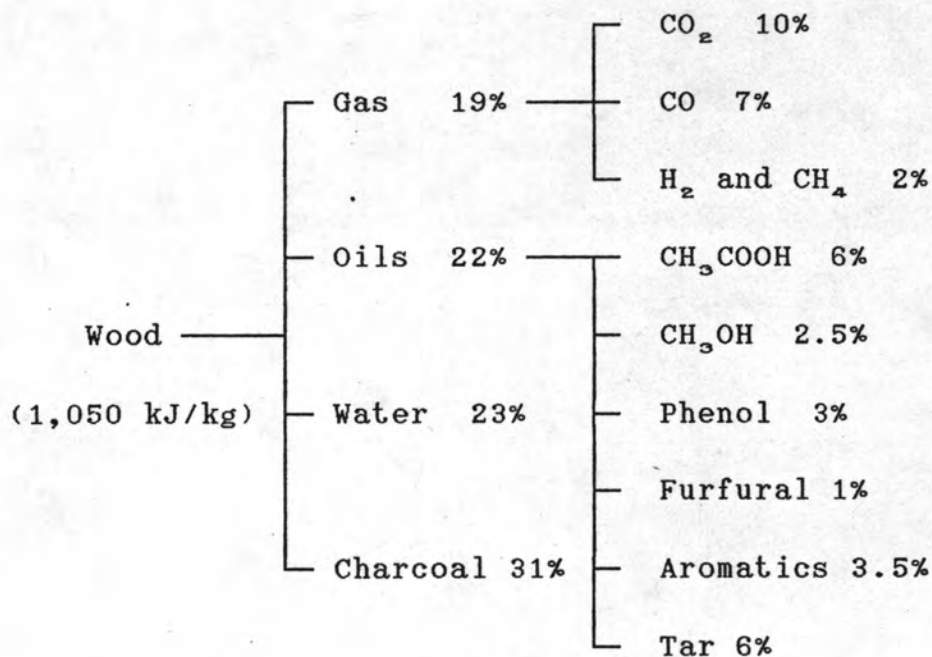 CO₂ 10%
Gas 19%
CO 7%
H₂ and CH₄ 2%
Oils 22%
CH₃COOH 6%
Wood
CH₃OH 2.5%
(1,050 kJ/kg)
Water 23%
Phenol 3%
Furfural 1%
Charcoal 31%
Aromatics 3.5%
Tar 6%